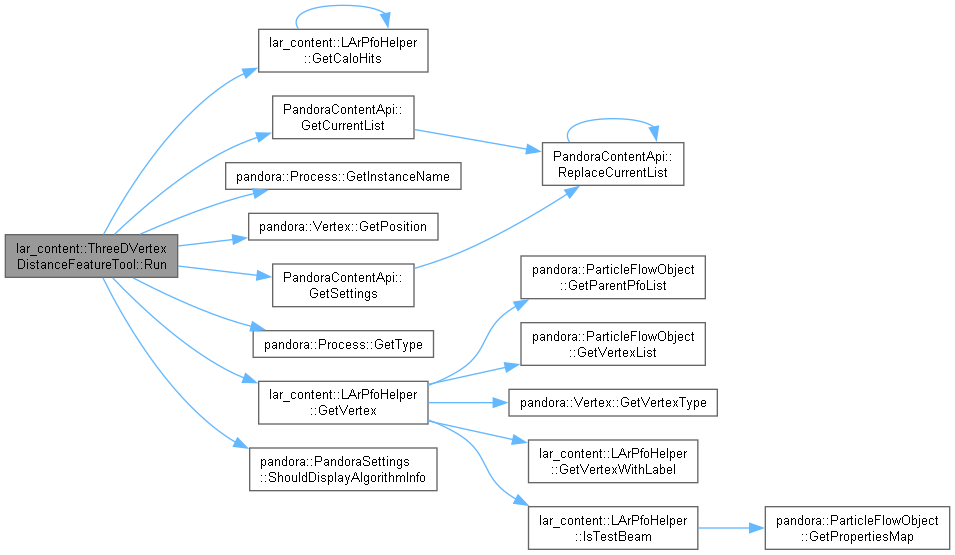 lar_content::ThreeDVertex
DistanceFeatureTool::Run
lar_content::LArPfoHelper
::GetCaloHits
PandoraContentApi::
GetCurrentList
pandora::Process::GetInstanceName
pandora::Vertex::GetPosition
PandoraContentApi::
GetSettings
pandora::Process::GetType
lar_content::LArPfoHelper
::GetVertex
pandora::PandoraSettings
::ShouldDisplayAlgorithmInfo
PandoraContentApi::
ReplaceCurrentList
pandora::ParticleFlowObject
::GetParentPfoList
pandora::ParticleFlowObject
::GetVertexList
pandora::Vertex::GetVertexType
lar_content::LArPfoHelper
::GetVertexWithLabel
lar_content::LArPfoHelper
::IsTestBeam
pandora::ParticleFlowObject
::GetPropertiesMap